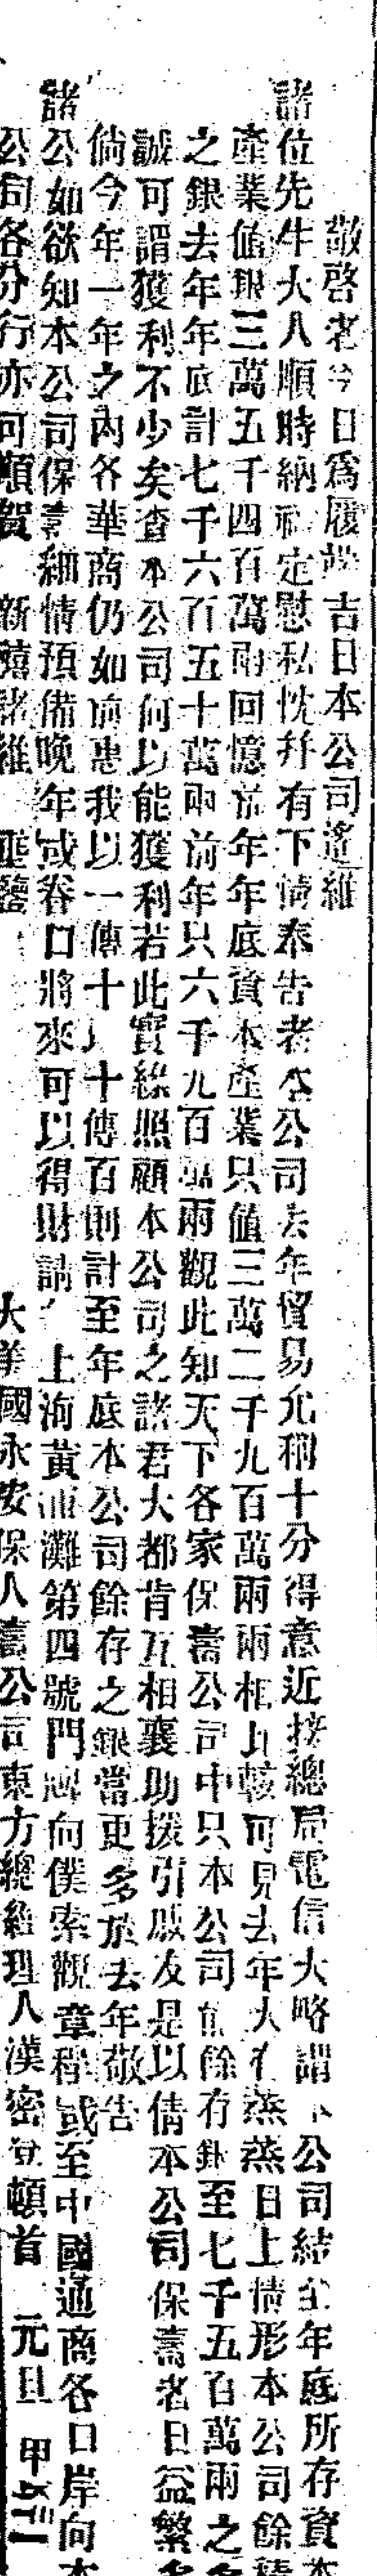 敬啓者今日爲履端吉日本公司遙維
諸位先生大人順時納福定慰私忱幷有下情奉告者本公司去年貿易尤稱十分得意近接總局電信大略謂本公司結至年底所存資本
產業値銀三萬五千四百萬兩回憶前年年底資本產業只値三萬二千九百萬兩兩相比較可見去年大有蒸蒸日上情形本公司餘積
之銀去年年底計七千六百五十萬兩前年只六千九百萬兩觀此知天下各家保壽公司中只本公司能餘存銀至七千五百萬兩之多
誠可謂獲利不少矣查本公司何以能獲利若此實緣照顧本公司之諸君大都肯互相襄助援引戚友是以倩本公司保壽者日益繁多
倘今年一年之內各華商仍如前惠我以一傳十以十傳百則計至年底本公司餘存之銀當更多於去年敬告
諸公如欲知本公司保壽細情預備晚年或眷口將來可以得財請 上海黃浦灘第四號門牌向僕索觀章程或至中國通商各口岸向本
公司各分行亦可順賀 新禧諸維 垂鑒
大美國永安保人壽公司東方總經理人漢密登頓首 元旦 甲